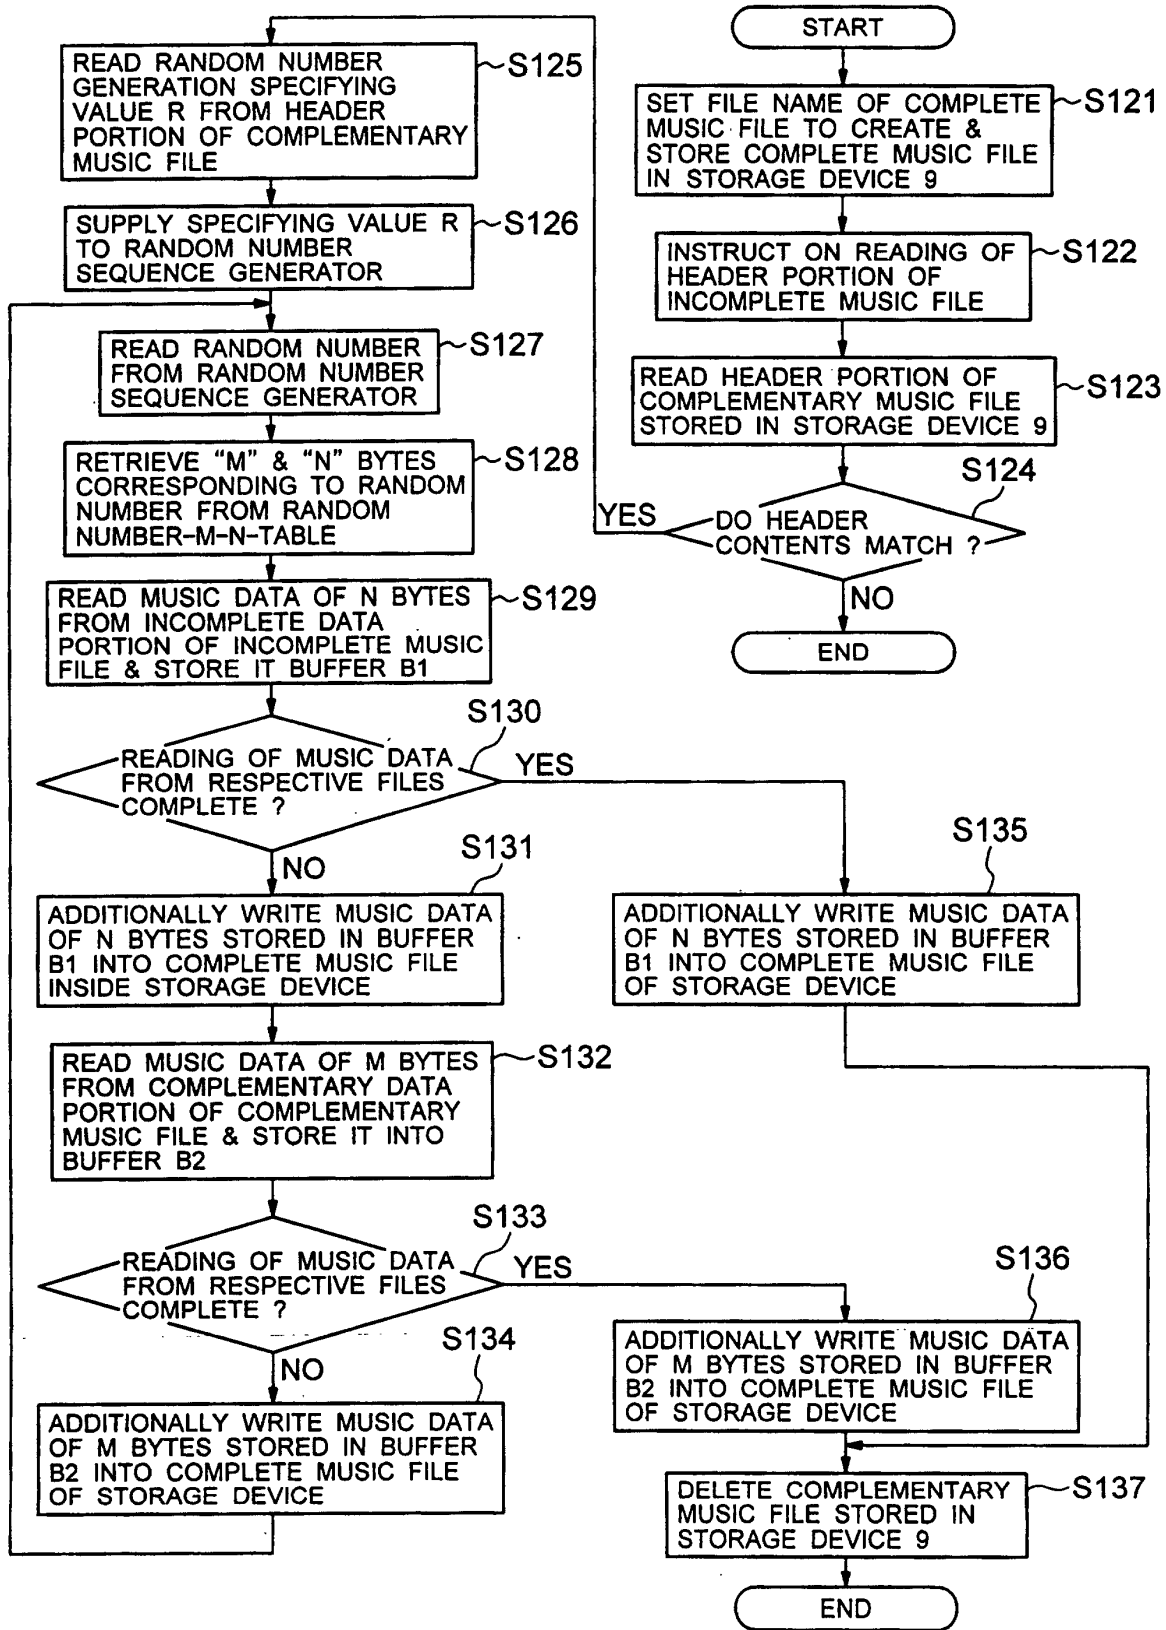 START
SET FILE NAME OF COMPLETE
MUSIC FILE TO CREATE &
STORE COMPLETE MUSIC FILE
IN STORAGE DEVICE 9
S121
INSTRUCT ON READING OF
HEADER PORTION OF
INCOMPLETE MUSIC FILE
S122
READ HEADER PORTION OF
COMPLEMENTARY MUSIC FILE
STORED IN STORAGE DEVICE 9
S123
S124
DO HEADER
CONTENTS MATCH ?
YES
NO
END
READ RANDOM NUMBER
GENERATION SPECIFYING
VALUE R FROM HEADER
PORTION OF COMPLEMENTARY
MUSIC FILE
S125
SUPPLY SPECIFYING VALUE R
TO RANDOM NUMBER
SEQUENCE GENERATOR
S126
READ RANDOM NUMBER
FROM RANDOM NUMBER
SEQUENCE GENERATOR
S127
RETRIEVE "M" & "N" BYTES
CORRESPONDING TO RANDOM
NUMBER FROM RANDOM
NUMBER-M-N-TABLE
S128
READ MUSIC DATA OF N BYTES
FROM INCOMPLETE DATA
PORTION OF INCOMPLETE MUSIC
FILE & STORE IT BUFFER B1
S129
S130
READING OF MUSIC DATA
FROM RESPECTIVE FILES
COMPLETE ?
YES
NO
S131
ADDITIONALLY WRITE MUSIC DATA
OF N BYTES STORED IN BUFFER
B1 INTO COMPLETE MUSIC FILE
INSIDE STORAGE DEVICE
READ MUSIC DATA OF M BYTES
FROM COMPLEMENTARY DATA
PORTION OF COMPLEMENTARY
MUSIC FILE & STORE IT INTO
BUFFER B2
S132
S133
READING OF MUSIC DATA
FROM RESPECTIVE FILES
COMPLETE ?
YES
NO
S134
ADDITIONALLY WRITE MUSIC DATA
OF M BYTES STORED IN BUFFER
B2 INTO COMPLETE MUSIC FILE
OF STORAGE DEVICE
S135
ADDITIONALLY WRITE MUSIC DATA
OF N BYTES STORED IN BUFFER
B1 INTO COMPLETE MUSIC FILE
OF STORAGE DEVICE
S136
ADDITIONALLY WRITE MUSIC DATA
OF M BYTES STORED IN BUFFER
B2 INTO COMPLETE MUSIC FILE
OF STORAGE DEVICE
DELETE COMPLEMENTARY
MUSIC FILE STORED IN
STORAGE DEVICE 9
S137
END